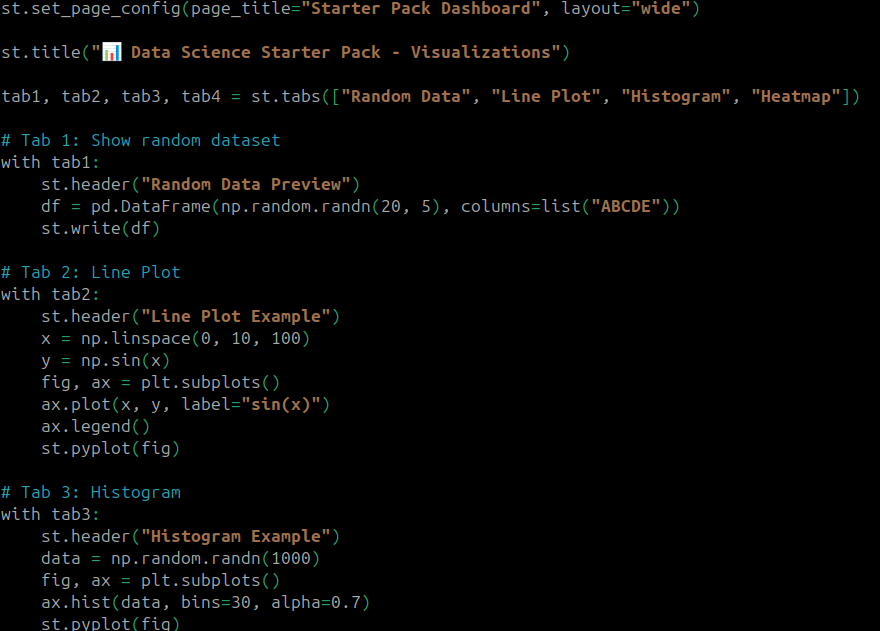 st.set_page_config(page_title="Starter Pack Dashboard", layout="wide")

st.title("📊 Data Science Starter Pack - Visualizations")

tab1, tab2, tab3, tab4 = st.tabs(["Random Data", "Line Plot", "Histogram", "Heatmap"])

# Tab 1: Show random dataset
with tab1:
    st.header("Random Data Preview")
    df = pd.DataFrame(np.random.randn(20, 5), columns=list("ABCDE"))
    st.write(df)

# Tab 2: Line Plot
with tab2:
    st.header("Line Plot Example")
    x = np.linspace(0, 10, 100)
    y = np.sin(x)
    fig, ax = plt.subplots()
    ax.plot(x, y, label="sin(x)")
    ax.legend()
    st.pyplot(fig)

# Tab 3: Histogram
with tab3:
    st.header("Histogram Example")
    data = np.random.randn(1000)
    fig, ax = plt.subplots()
    ax.hist(data, bins=30, alpha=0.7)
    st.pyplot(fig)